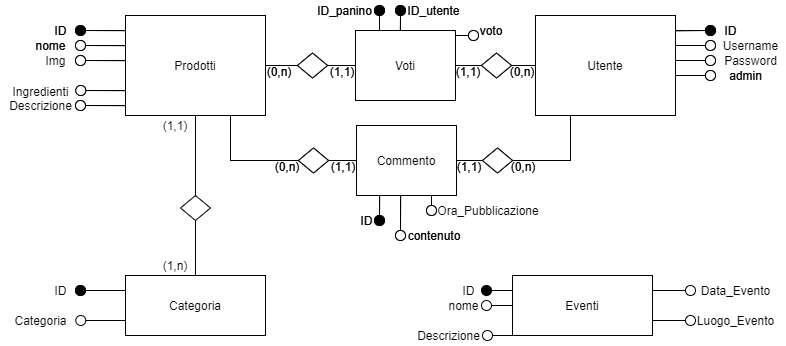 ID_panino ID_utente
ID
nome
Img
Ingredienti
Descrizione
Prodotti
(0,n)
(1,1)
Voti
voto
(1,1)
(0,n)
Utente
ID
Username
Password
admin
(1,1)
(0,n)
(1,1)
Commento
(1,1)
(0,n)
ID
Ora_Pubblicazione
contenuto
(1,n)
ID
Categoria
Categoria
ID
nome
Descrizione
Eventi
Data_Evento
Luogo_Evento